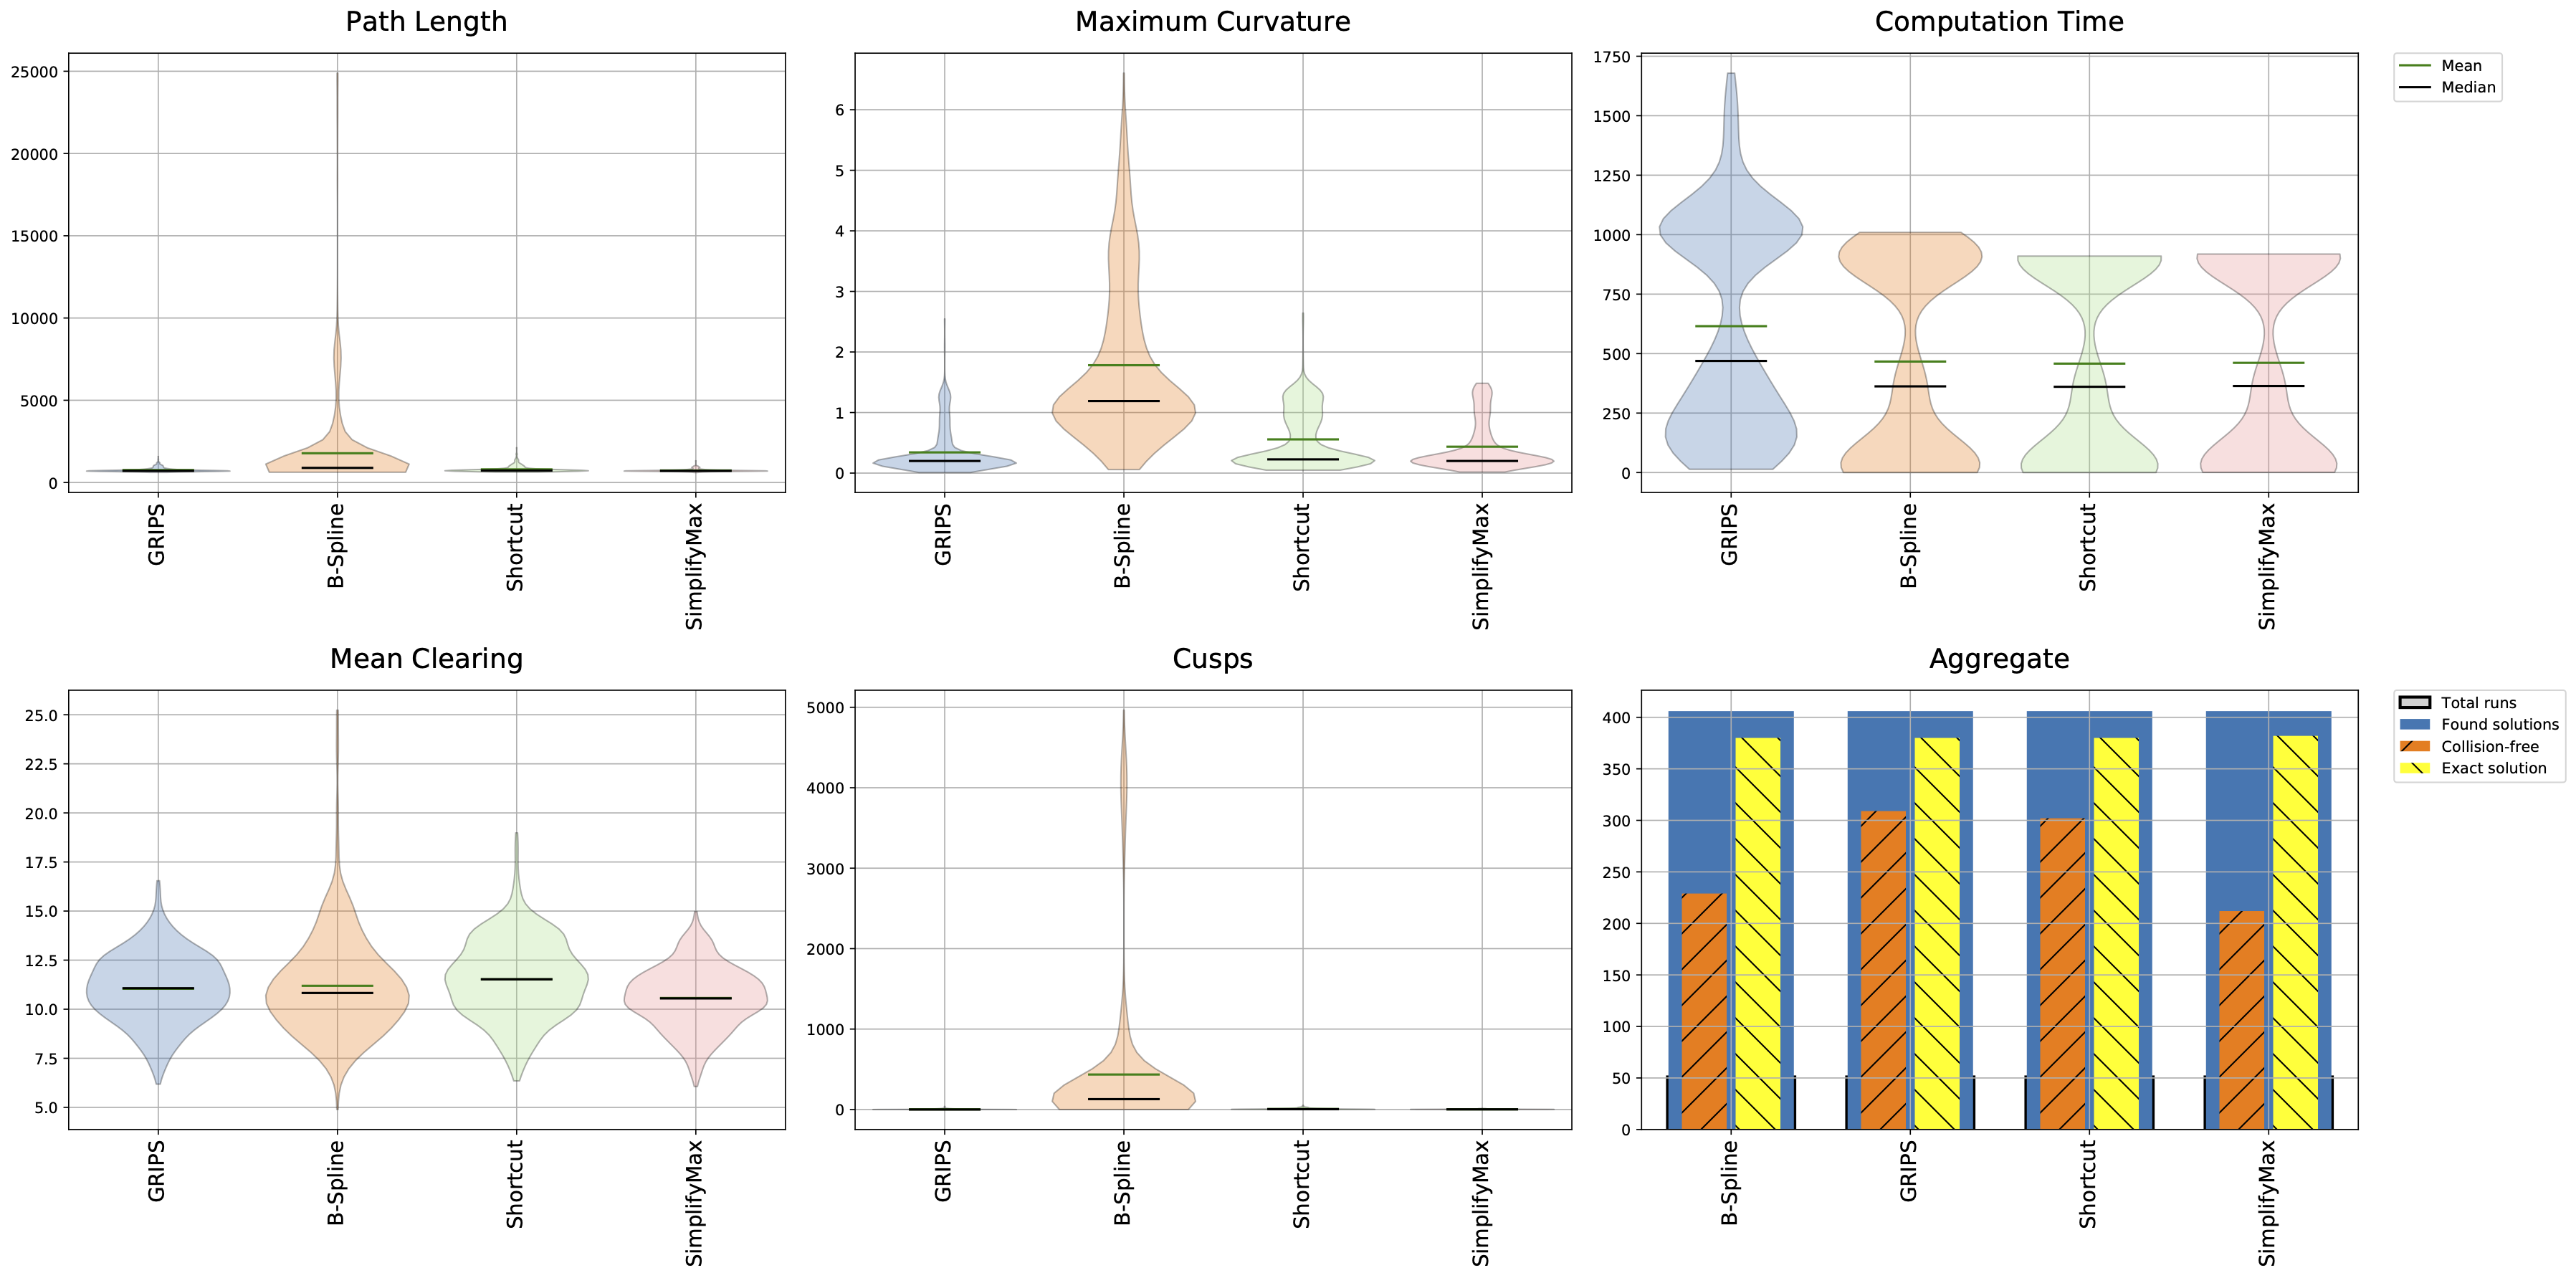 Path Length
25000
20000
15000
10000
5000
0
GRIPS
B-Spline
Shortcut
SimplifyMax
Maximum Curvature
6
5
4
3
2
1
0
GRIPS
B-Spline
Shortcut
SimplifyMax
Computation Time
1750
1500
1250
1000
750
500
250
0
GRIPS
B-Spline
Shortcut
SimplifyMax
Mean
Median
Mean Clearing
25.0
22.5
20.0
17.5
15.0
12.5
10.0
7.5
5.0
GRIPS
B-Spline
Shortcut
SimplifyMax
Cusps
5000
4000
3000
2000
1000
0
GRIPS
B-Spline
Shortcut
SimplifyMax
Aggregate
400
350
300
250
200
150
100
50
0
B-Spline
GRIPS
Shortcut
SimplifyMax
Total runs
Found solutions
Collision-free
Exact solution